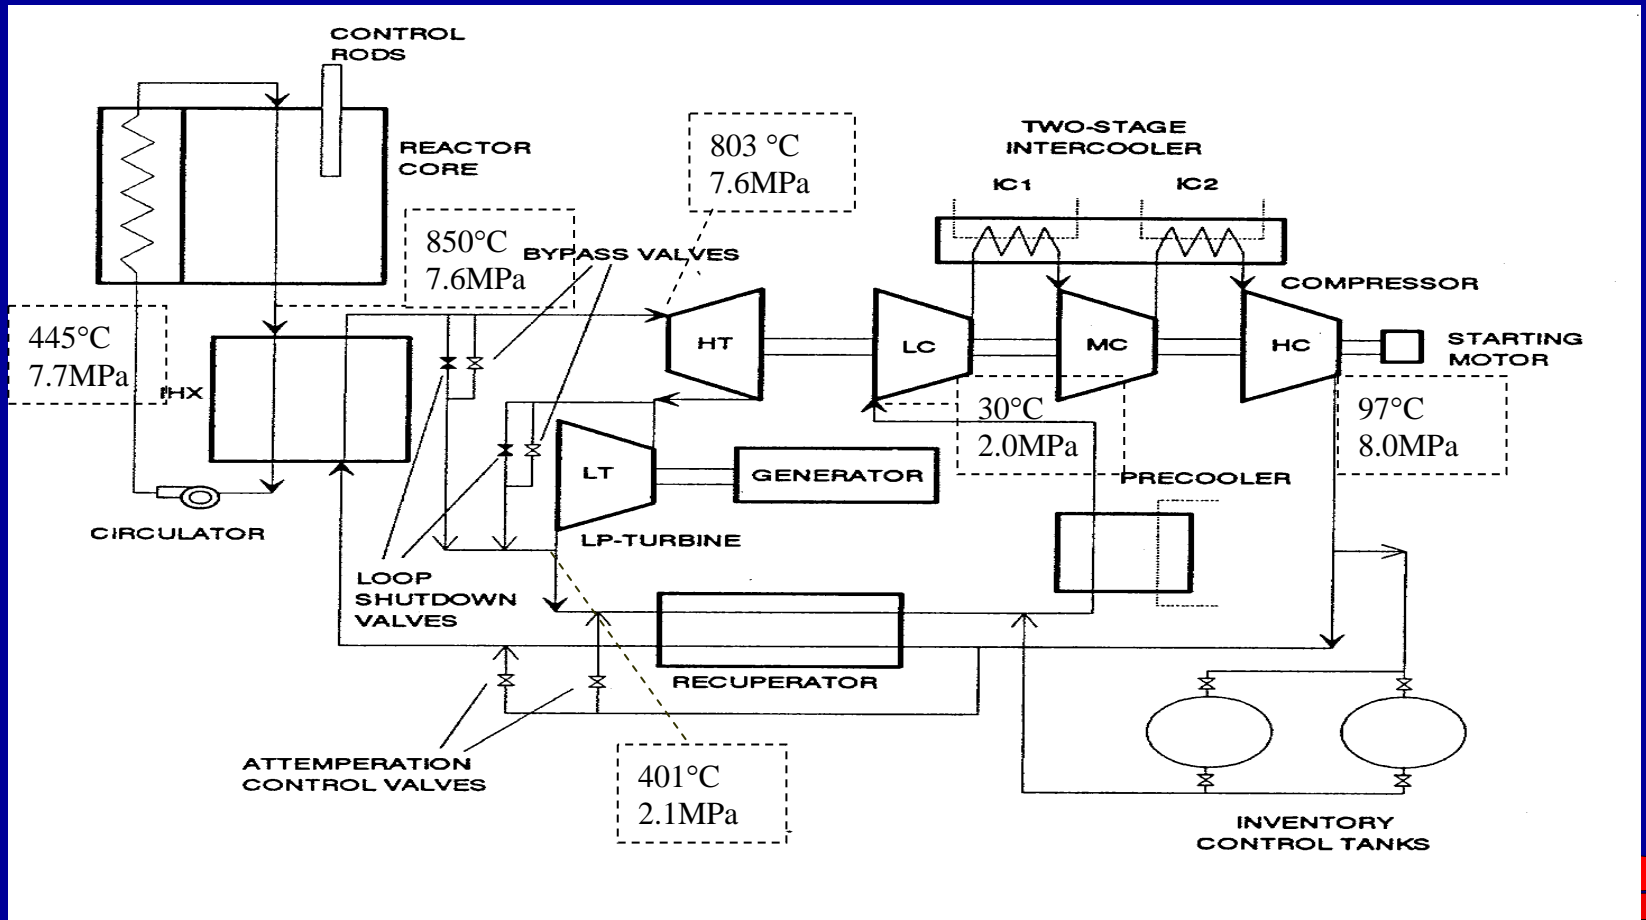 CONTROL
RODS
REACTOR
CORE
803 °C
7.6MPa
TWO-STAGE
INTERCOOLER
IC1
IC2
850°C
7.6MPa
BYPASS VALVES
COMPRESSOR
445°C
7.7MPa
IHX
HT
LC
MC
HC
STARTING
MOTOR
30°C
2.0MPa
97°C
8.0MPa
LT
GENERATOR
PRECOOLER
CIRCULATOR
LP-TURBINE
LOOP
SHUTDOWN
VALVES
RECUPERATOR
ATTEMPERATION
CONTROL VALVES
401°C
2.1MPa
INVENTORY
CONTROL TANKS